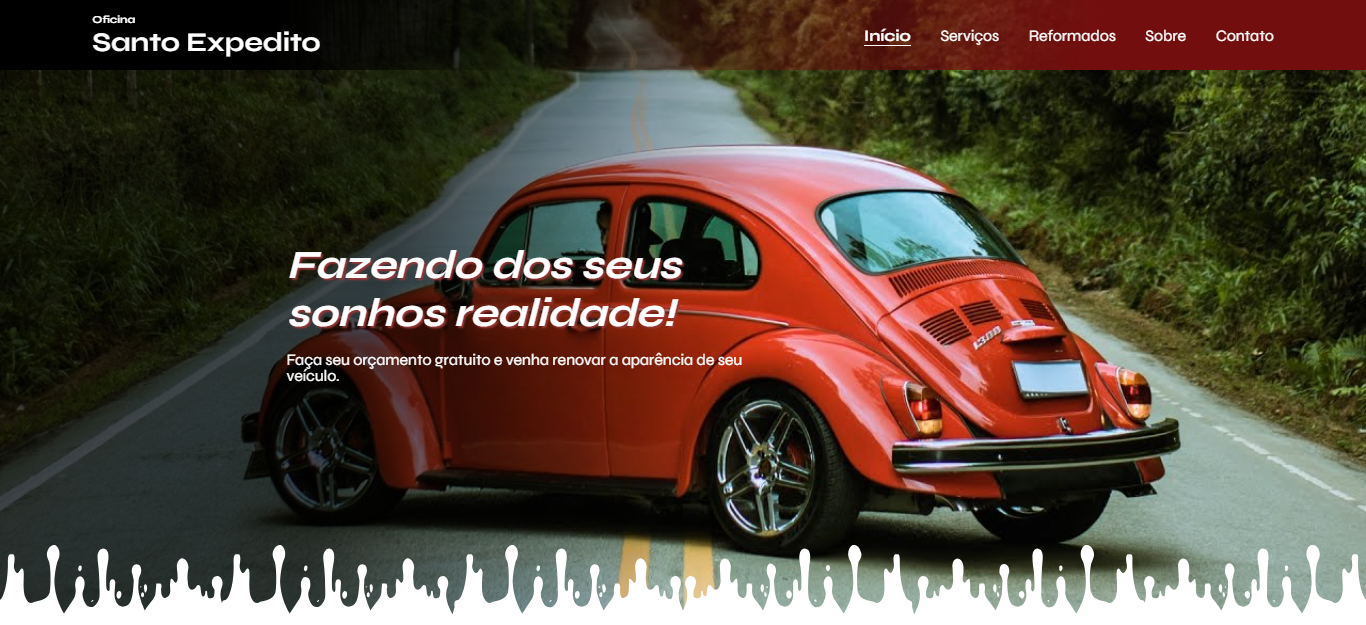 Oficina
Santo Expedito
Início Serviços Reformados Sobre Contato
Fazendo dos seus
sonhos realidade!
Faça seu orçamento gratuito e venha renovar a aparência de seu
veículo.
1300